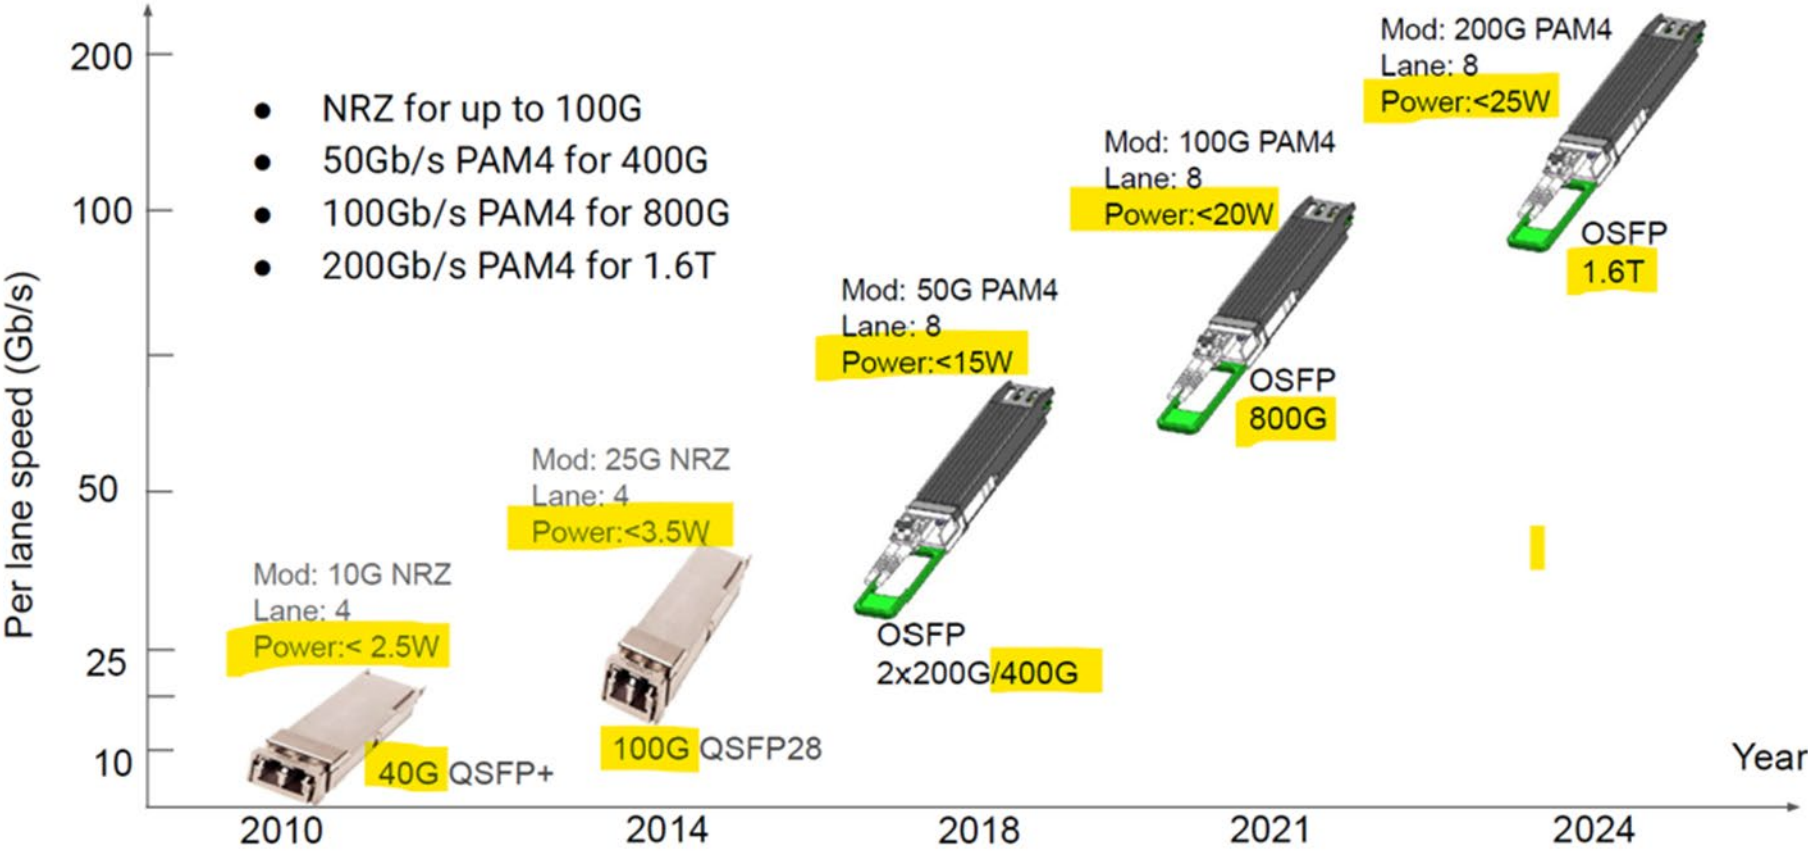 200
100
50
25
10
Per lane speed (Gb/s)
● NRZ for up to 100G
● 50Gb/s PAM4 for 400G
● 100Gb/s PAM4 for 800G
● 200Gb/s PAM4 for 1.6T
Mod: 10G NRZ
Lane: 4
Power:< 2.5W
40G QSFP+
Mod: 25G NRZ
Lane: 4
Power:<3.5W
100G QSFP28
Mod: 50G PAM4
Lane: 8
Power:<15W
OSFP
2x200G/400G
Mod: 100G PAM4
Lane: 8
Power:<20W
OSFP
800G
Mod: 200G PAM4
Lane: 8
Power:<25W
OSFP
1.6T
Year
2010
2014
2018
2021
2024